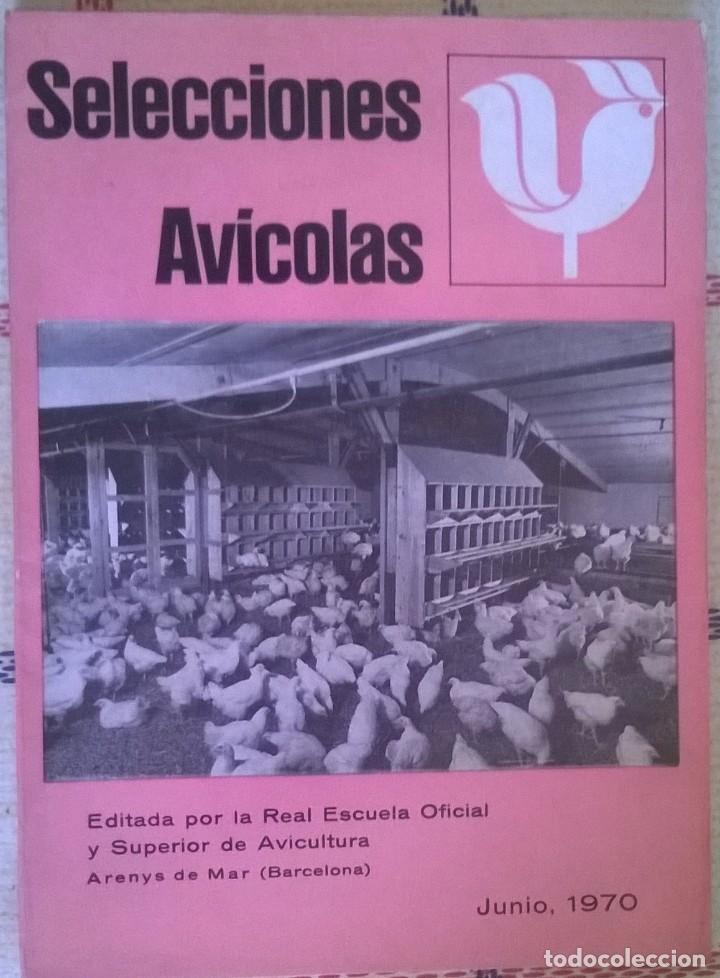 Selecciones
Avícolas
Editada por la Real Escuela Oficial
y Superior de Avicultura
Arenys de Mar (Barcelona)
Junio, 1970
todocoleccion